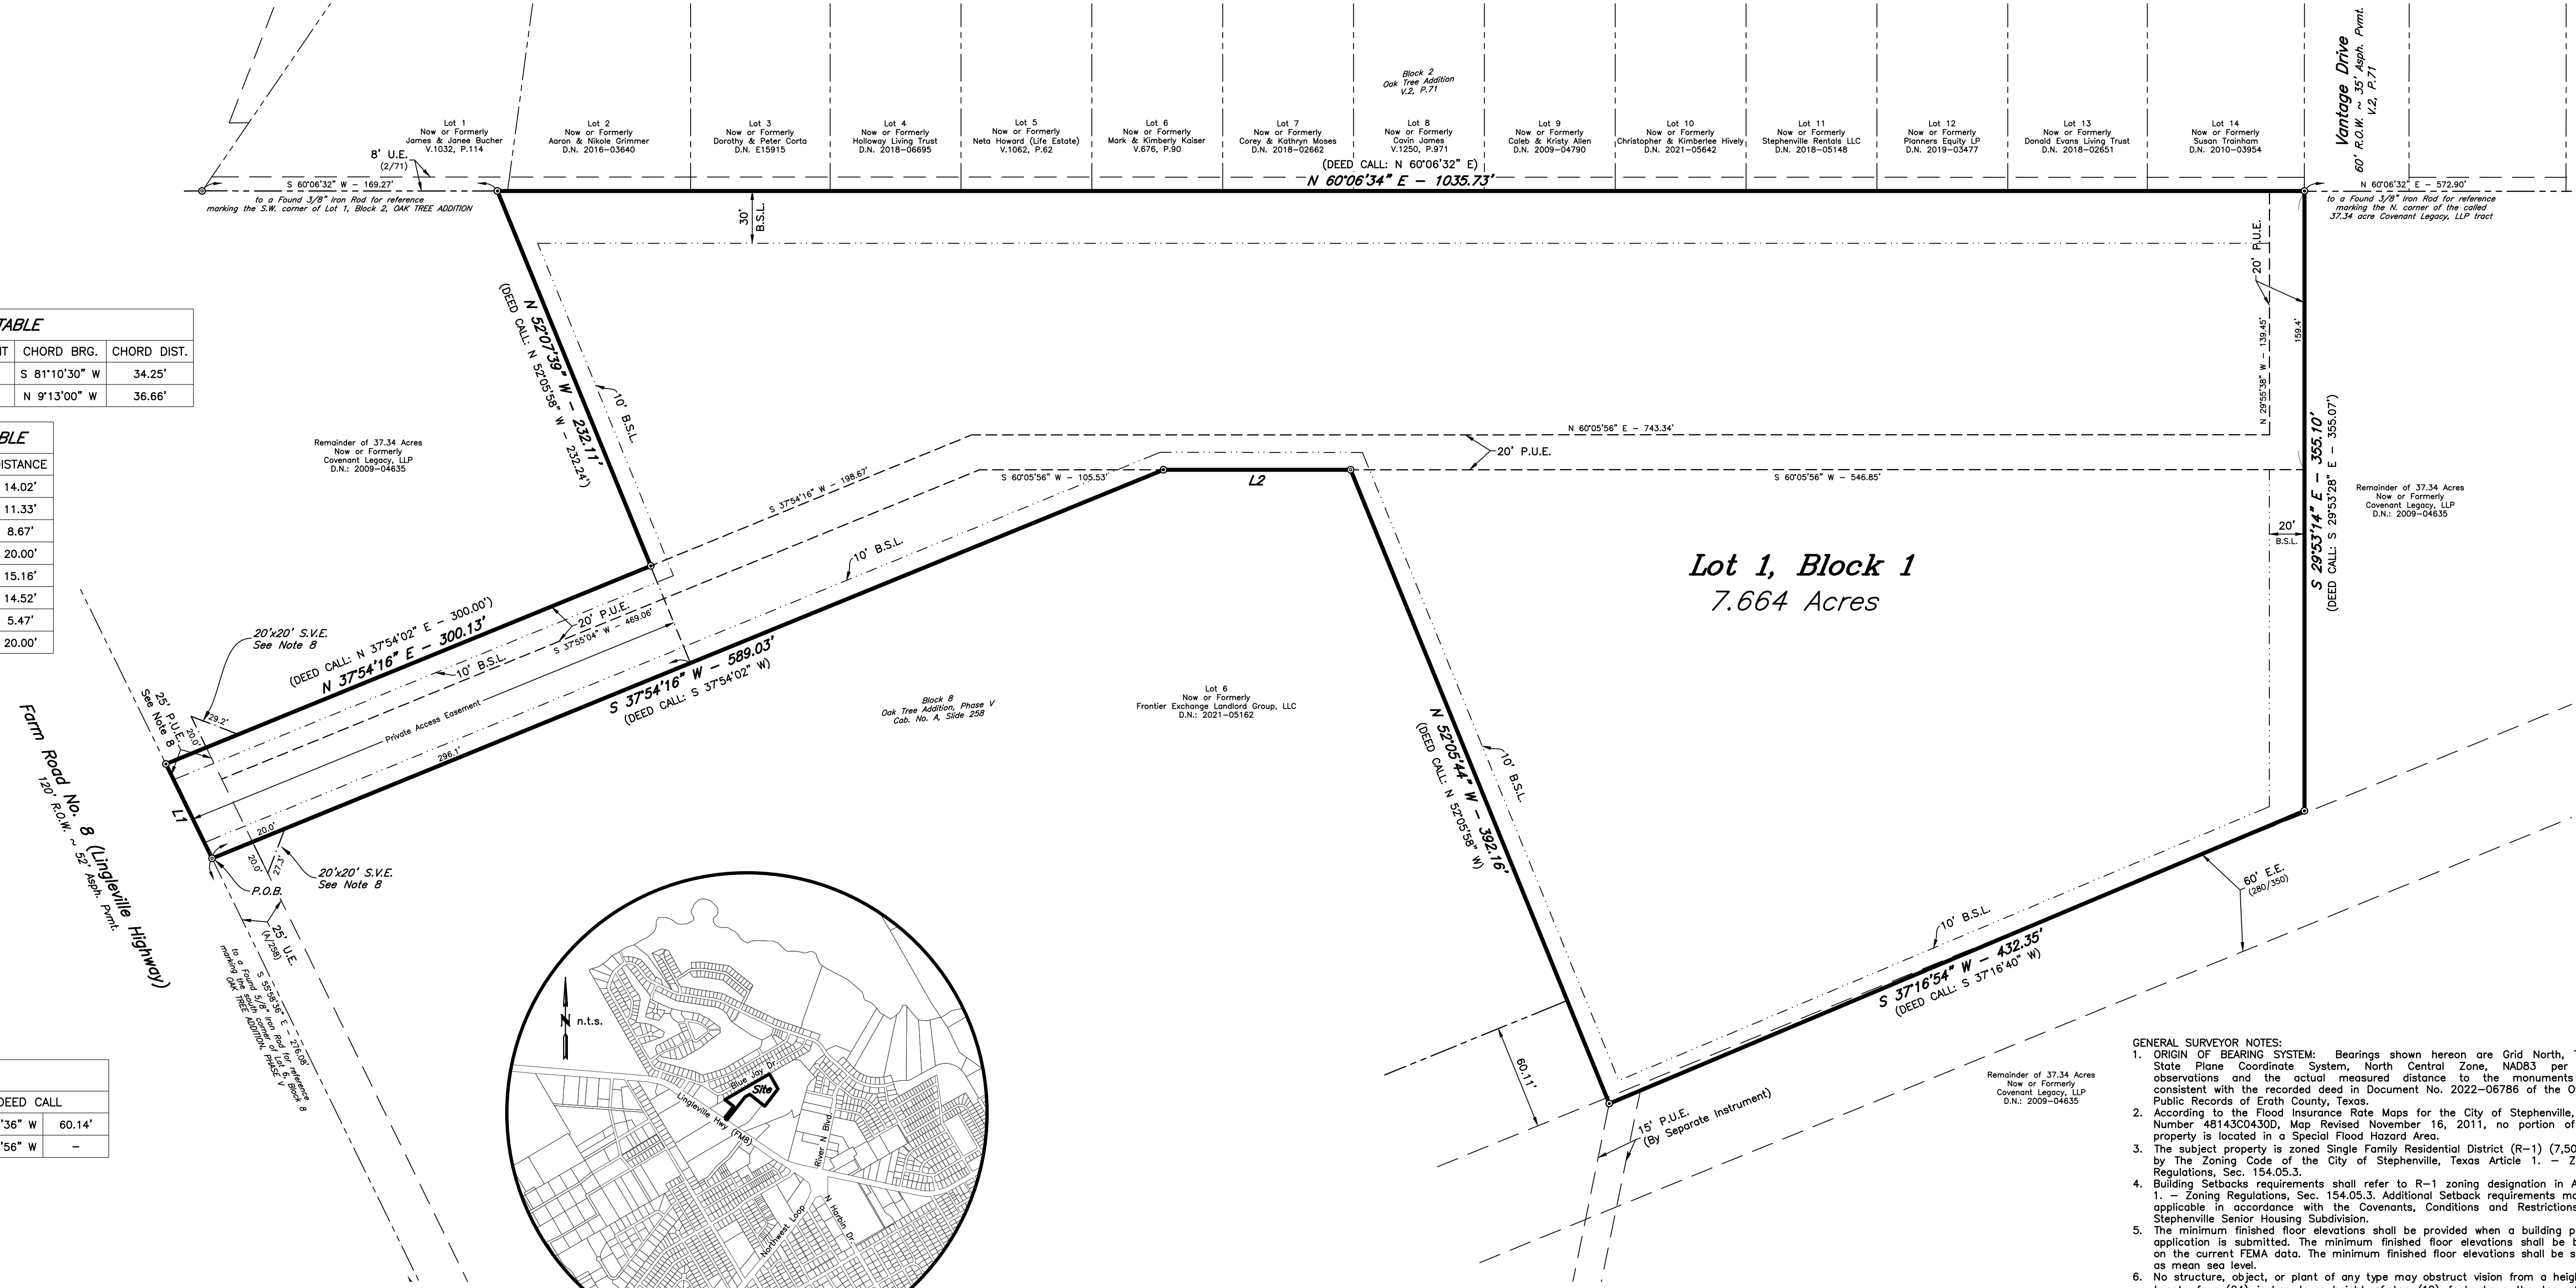 Block 2
Oak Tree Addition
V.2, P.71
Vantage Drive
60' R.O.W. ~ 35' Asph. Pvmt.
V.2, P.71
Lot 1
Now or Formerly
James & Janee Bucher
V.1032, P.114
Lot 2
Now or Formerly
Aaron & Nikole Grimmer
D.N. 2016-03640
Lot 3
Now or Formerly
Dorothy & Peter Corta
D.N. E15915
Lot 4
Now or Formerly
Holloway Living Trust
D.N. 2018-06695
Lot 5
Now or Formerly
Neta Howard (Life Estate)
V.1062, P.62
Lot 6
Now or Formerly
Mark & Kimberly Kaiser
V.676, P.90
Lot 7
Now or Formerly
Corey & Kathryn Moses
D.N. 2018-02662
Lot 8
Now or Formerly
Cavin James
V.1250, P.971
Lot 9
Now or Formerly
Caleb & Kristy Allen
D.N. 2009-04790
Lot 10
Now or Formerly
Christopher & Kimberlee Hively
D.N. 2021-05642
Lot 11
Now or Formerly
Stephenville Rentals LLC
D.N. 2018-05148
Lot 12
Now or Formerly
Planners Equity LP
D.N. 2019-03477
Lot 13
Now or Formerly
Donald Evans Living Trust
D.N. 2018-02651
Lot 14
Now or Formerly
Susan Trainham
D.N. 2010-03954
8' U.E.
(2/71)
S 60°06'32" W - 169.27'
to a Found 3/8" Iron Rod for reference
marking the S.W. corner of Lot 1, Block 2, OAK TREE ADDITION
(DEED CALL: N 60°06'32" E)
N 60°06'34" E - 1035.73'
N 60°06'32" E - 572.90'
to a Found 3/8" Iron Rod for reference
marking the N. corner of the called
37.34 acre Covenant Legacy, LLP tract
30'
B.S.L.
20' P.U.E.
N 29°55'38" W - 139.45'
159.4'
TABLE
CHORD BRG. CHORD DIST.
S 81°10'30" W 34.25'
N 9°13'00" W 36.66'
DISTANCE
14.02'
11.33'
8.67'
20.00'
15.16'
14.52'
5.47'
20.00'
Remainder of 37.34 Acres
Now or Formerly
Covenant Legacy, LLP
D.N.: 2009-04635
N 52°07'39" W - 232.11'
(DEED CALL: N 52°05'58" W - 232.24')
10' B.S.L.
N 60°05'56" E - 743.34'
20' P.U.E.
S 37°54'16" W - 198.67'
S 60°05'56" W - 105.53'
L2
S 60°05'56" W - 546.85'
20'
B.S.L.
S 29°53'14" E - 355.10'
(DEED CALL: S 29°53'28" E - 355.07')
Remainder of 37.34 Acres
Now or Formerly
Covenant Legacy, LLP
D.N.: 2009-04635
Lot 1, Block 1
7.664 Acres
10' B.S.L.
20'x20' S.V.E.
See Note 8
(DEED CALL: N 37°54'02" E - 300.00')
N 37°54'16" E - 300.13'
10' B.S.L.
20' P.U.E.
S 37°55'04" W - 469.06'
S 37°54'16" W - 589.03'
(DEED CALL: S 37°54'02" W)
25' P.U.E.
See Note 8
29.2'
20.0'
Private Access Easement
296.1'
L1
20.0'
20.0'
27.3'
20'x20' S.V.E.
See Note 8
P.O.B.
Block 8
Oak Tree Addition, Phase V
Cab. No. A, Slide 258
Lot 6
Now or Formerly
Frontier Exchange Landlord Group, LLC
D.N.: 2021-05162
N 52°05'44" W - 392.16'
(DEED CALL: N 52°05'58" W)
10' B.S.L.
Farm Road No. 8 (Lingleville Highway)
120' R.O.W. ~ 52' Asph. Pvmt.
25' U.E.
(A/258)
S 55°58'36" E - 276.08'
to a Found 5/8" Iron Rod for reference
marking the south corner of Lot 6, Block 8
OAK TREE ADDITION, PHASE V
10' B.S.L.
S 37°16'54" W - 432.35'
(DEED CALL: S 37°16'40" W)
60' E.E.
(280/350)
60.11'
15' P.U.E.
(By Separate Instrument)
Remainder of 37.34 Acres
Now or Formerly
Covenant Legacy, LLP
D.N.: 2009-04635
N n.t.s.
Blue Jay Dr.
Site
Lingleville Hwy (FM8)
River N Blvd.
N Harbin Dr.
Northwest Loop
DEED CALL
'36" W 60.14'
'56" W -
GENERAL SURVEYOR NOTES:
1. ORIGIN OF BEARING SYSTEM: Bearings shown hereon are Grid North,
State Plane Coordinate System, North Central Zone, NAD83 per
observations and the actual measured distance to the monuments
consistent with the recorded deed in Document No. 2022-06786 of the
Public Records of Erath County, Texas.
2. According to the Flood Insurance Rate Maps for the City of Stephenville,
Number 48143C0430D, Map Revised November 16, 2011, no portion of
property is located in a Special Flood Hazard Area.
3. The subject property is zoned Single Family Residential District (R-1) (7,50
by The Zoning Code of the City of Stephenville, Texas Article 1. -
Regulations, Sec. 154.05.3.
4. Building Setbacks requirements shall refer to R-1 zoning designation in
1. - Zoning Regulations, Sec. 154.05.3. Additional Setback requirements
applicable in accordance with the Covenants, Conditions and Restrictions
Stephenville Senior Housing Subdivision.
5. The minimum finished floor elevations shall be provided when a building
application is submitted. The minimum finished floor elevations shall be
on the current FEMA data. The minimum finished floor elevations shall be
as mean sea level.
6. No structure, object, or plant of any type may obstruct vision from a